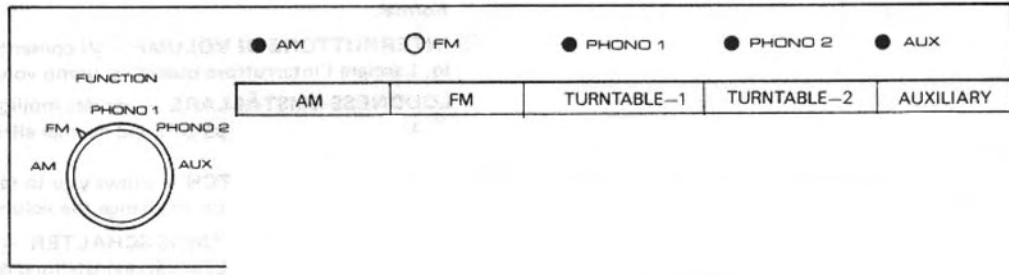 AM FM PHONO 1 PHONO 2 AUX
AM FM TURNTABLE—1 TURNTABLE—2 AUXILIARY
FUNCTION
PHONO 1
FM PHONO 2
AM AUX